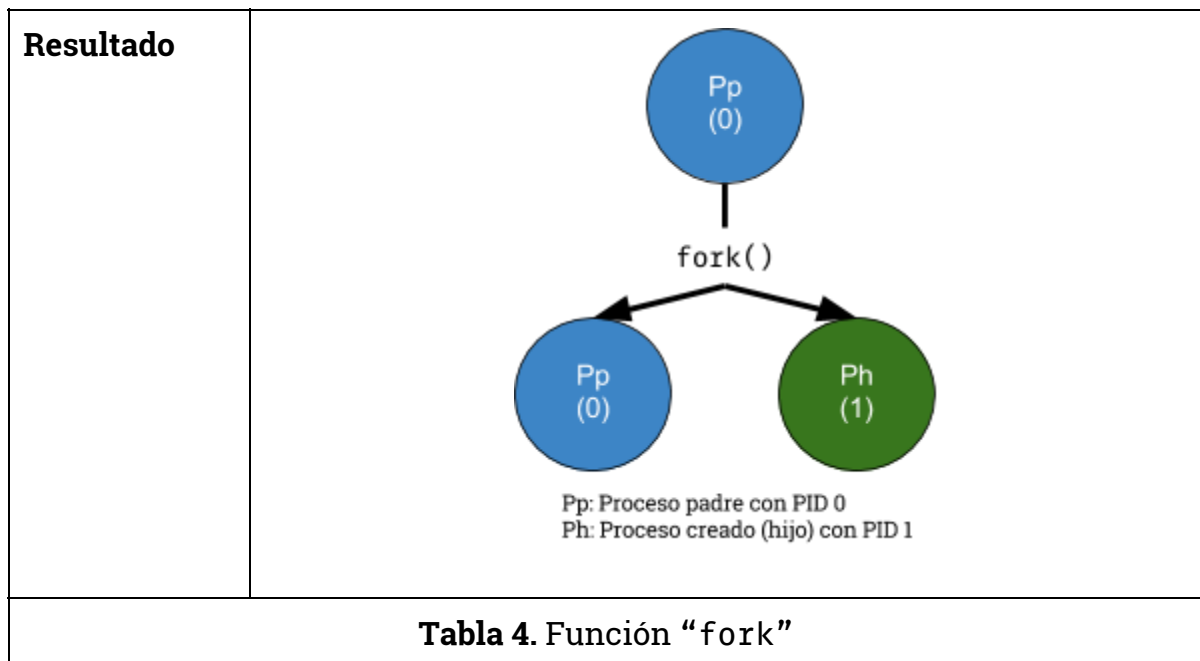 Resultado
Pp
(0)
fork()
Pp
(0)
Ph
(1)
Pp: Proceso padre con PID 0
Ph: Proceso creado (hijo) con PID 1
Tabla 4. Función “fork”